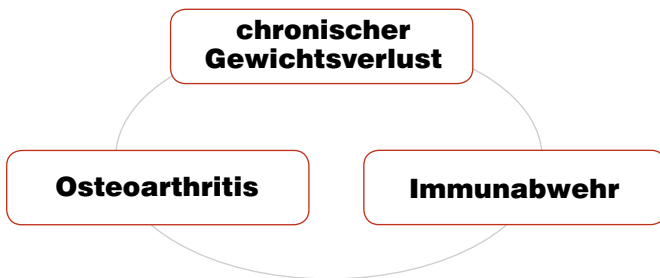 chronischer
Gewichtsverlust
Osteoarthritis
Immunabwehr